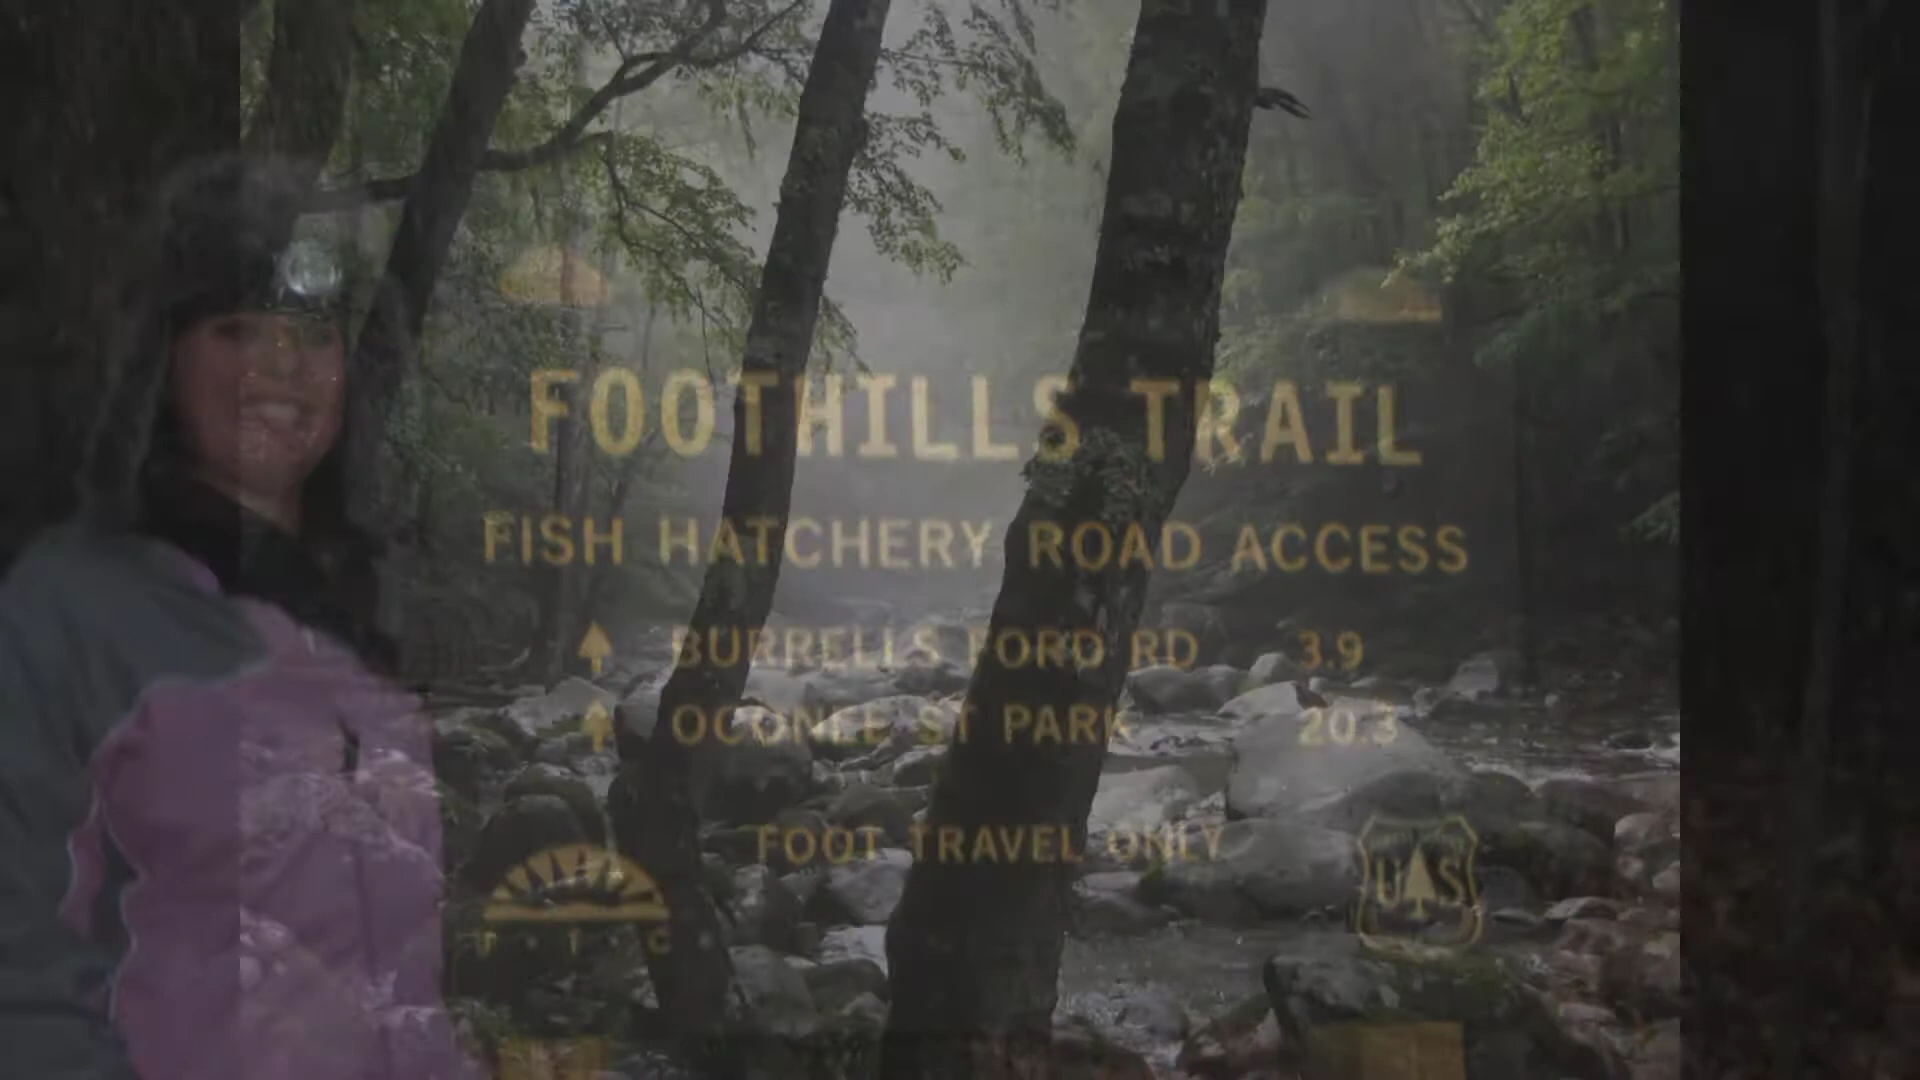 FOOTHILLS TRAIL
FISH HATCHERY ROAD ACCESS
BURRELLS FORD RD 3.9
OCONEE ST PARK 20.3
FOOT TRAVEL ONLY
F·T·C
US